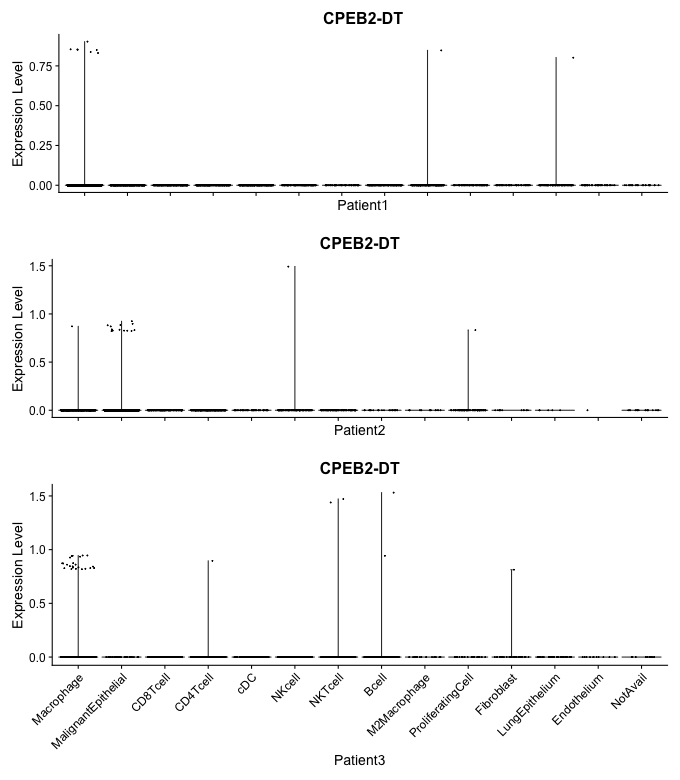 CPEB2-DT
Expression Level
0.75
0.50
0.25
0.00
Patient1
CPEB2-DT
Expression Level
1.5
1.0
0.5
0.0
Patient2
CPEB2-DT
Expression Level
1.5
1.0
0.5
0.0
Macrophage
MalignantEpithelial
CD8Tcell
CD4Tcell
cDC
NKcell
NKTcell
Bcell
M2Macrophage
ProliferatingCell
Fibroblast
LungEpithelium
Endothelium
NotAvail
Patient3